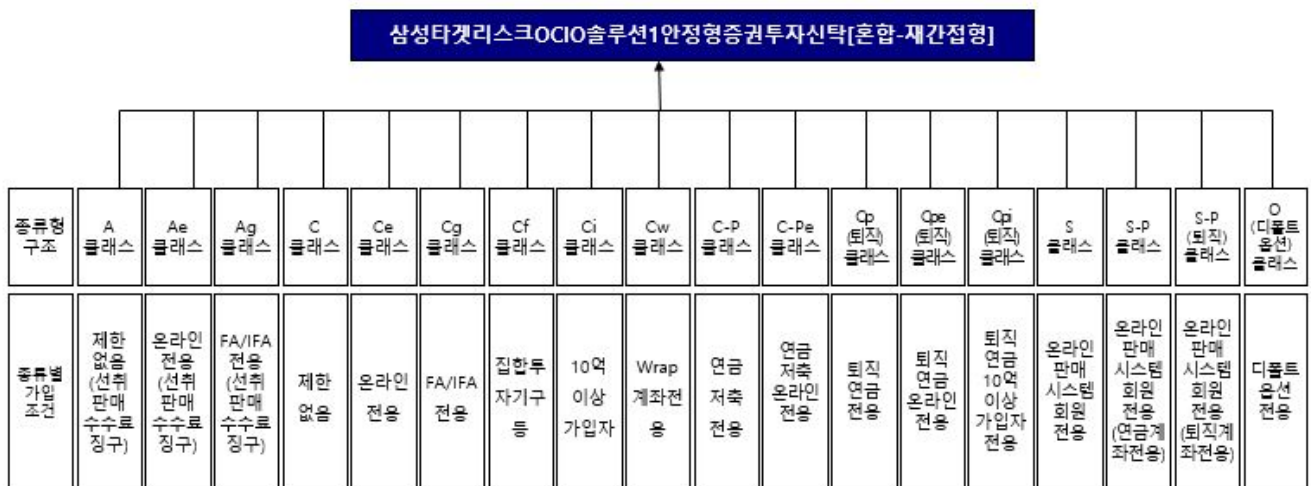 삼성타겟리스크OCIO솔루션1안정형증권투자신탁[혼합-재간접형]
종류형
구조
A
클래스
Ae
클래스
Ag
클래스
C
클래스
Ce
클래스
Cg
클래스
Cf
클래스
Ci
클래스
Cw
클래스
C-P
클래스
C-Pe
클래스
Cp
(퇴직)
클래스
Cpe
(퇴직)
클래스
Cpi
(퇴직)
클래스
S
클래스
S-P
클래스
S-P
(퇴직)
클래스
O
(디폴트
옵션)
클래스
종류별
가입
조건
제한
없음
(선취
판매
수수료
징구)
온라인
전용
(선취
판매
수수료
징구)
FA/IFA
전용
(선취
판매
수수료
징구)
제한
없음
온라인
전용
FA/IFA
전용
집합투
자기구
등
10억
이상
가입자
Wrap
계좌전
용
연금
저축
전용
연금
저축
온라인
전용
퇴직
연금
전용
퇴직
연금
온라인
전용
퇴직
연금
10억
이상
가입자
전용
온라인
판매
시스템
회원
전용
온라인
판매
시스템
회원
전용
(연금계
좌전용)
온라인
판매
시스템
회원
전용
(퇴직계
좌전용)
디폴트
옵션
전용